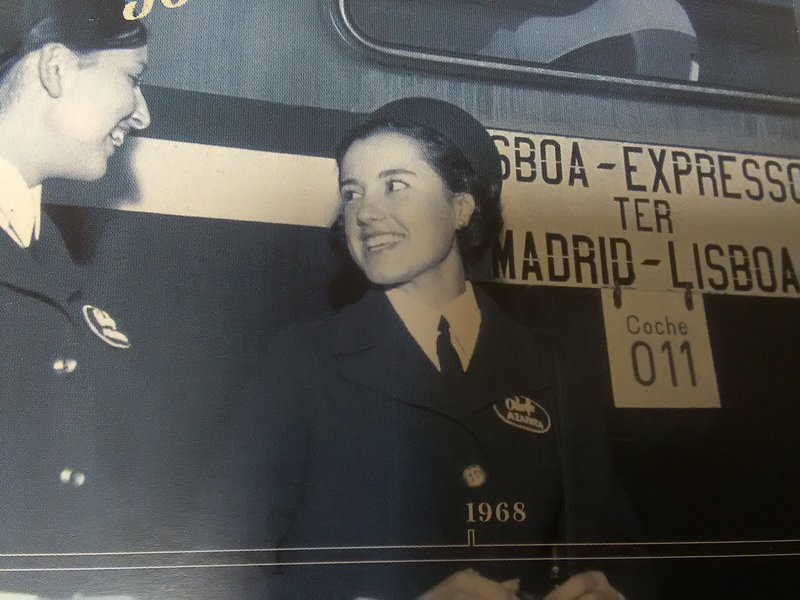 SBOA-EXPRESSO
TER
MADRID-LISBOA
Coche
011
1968